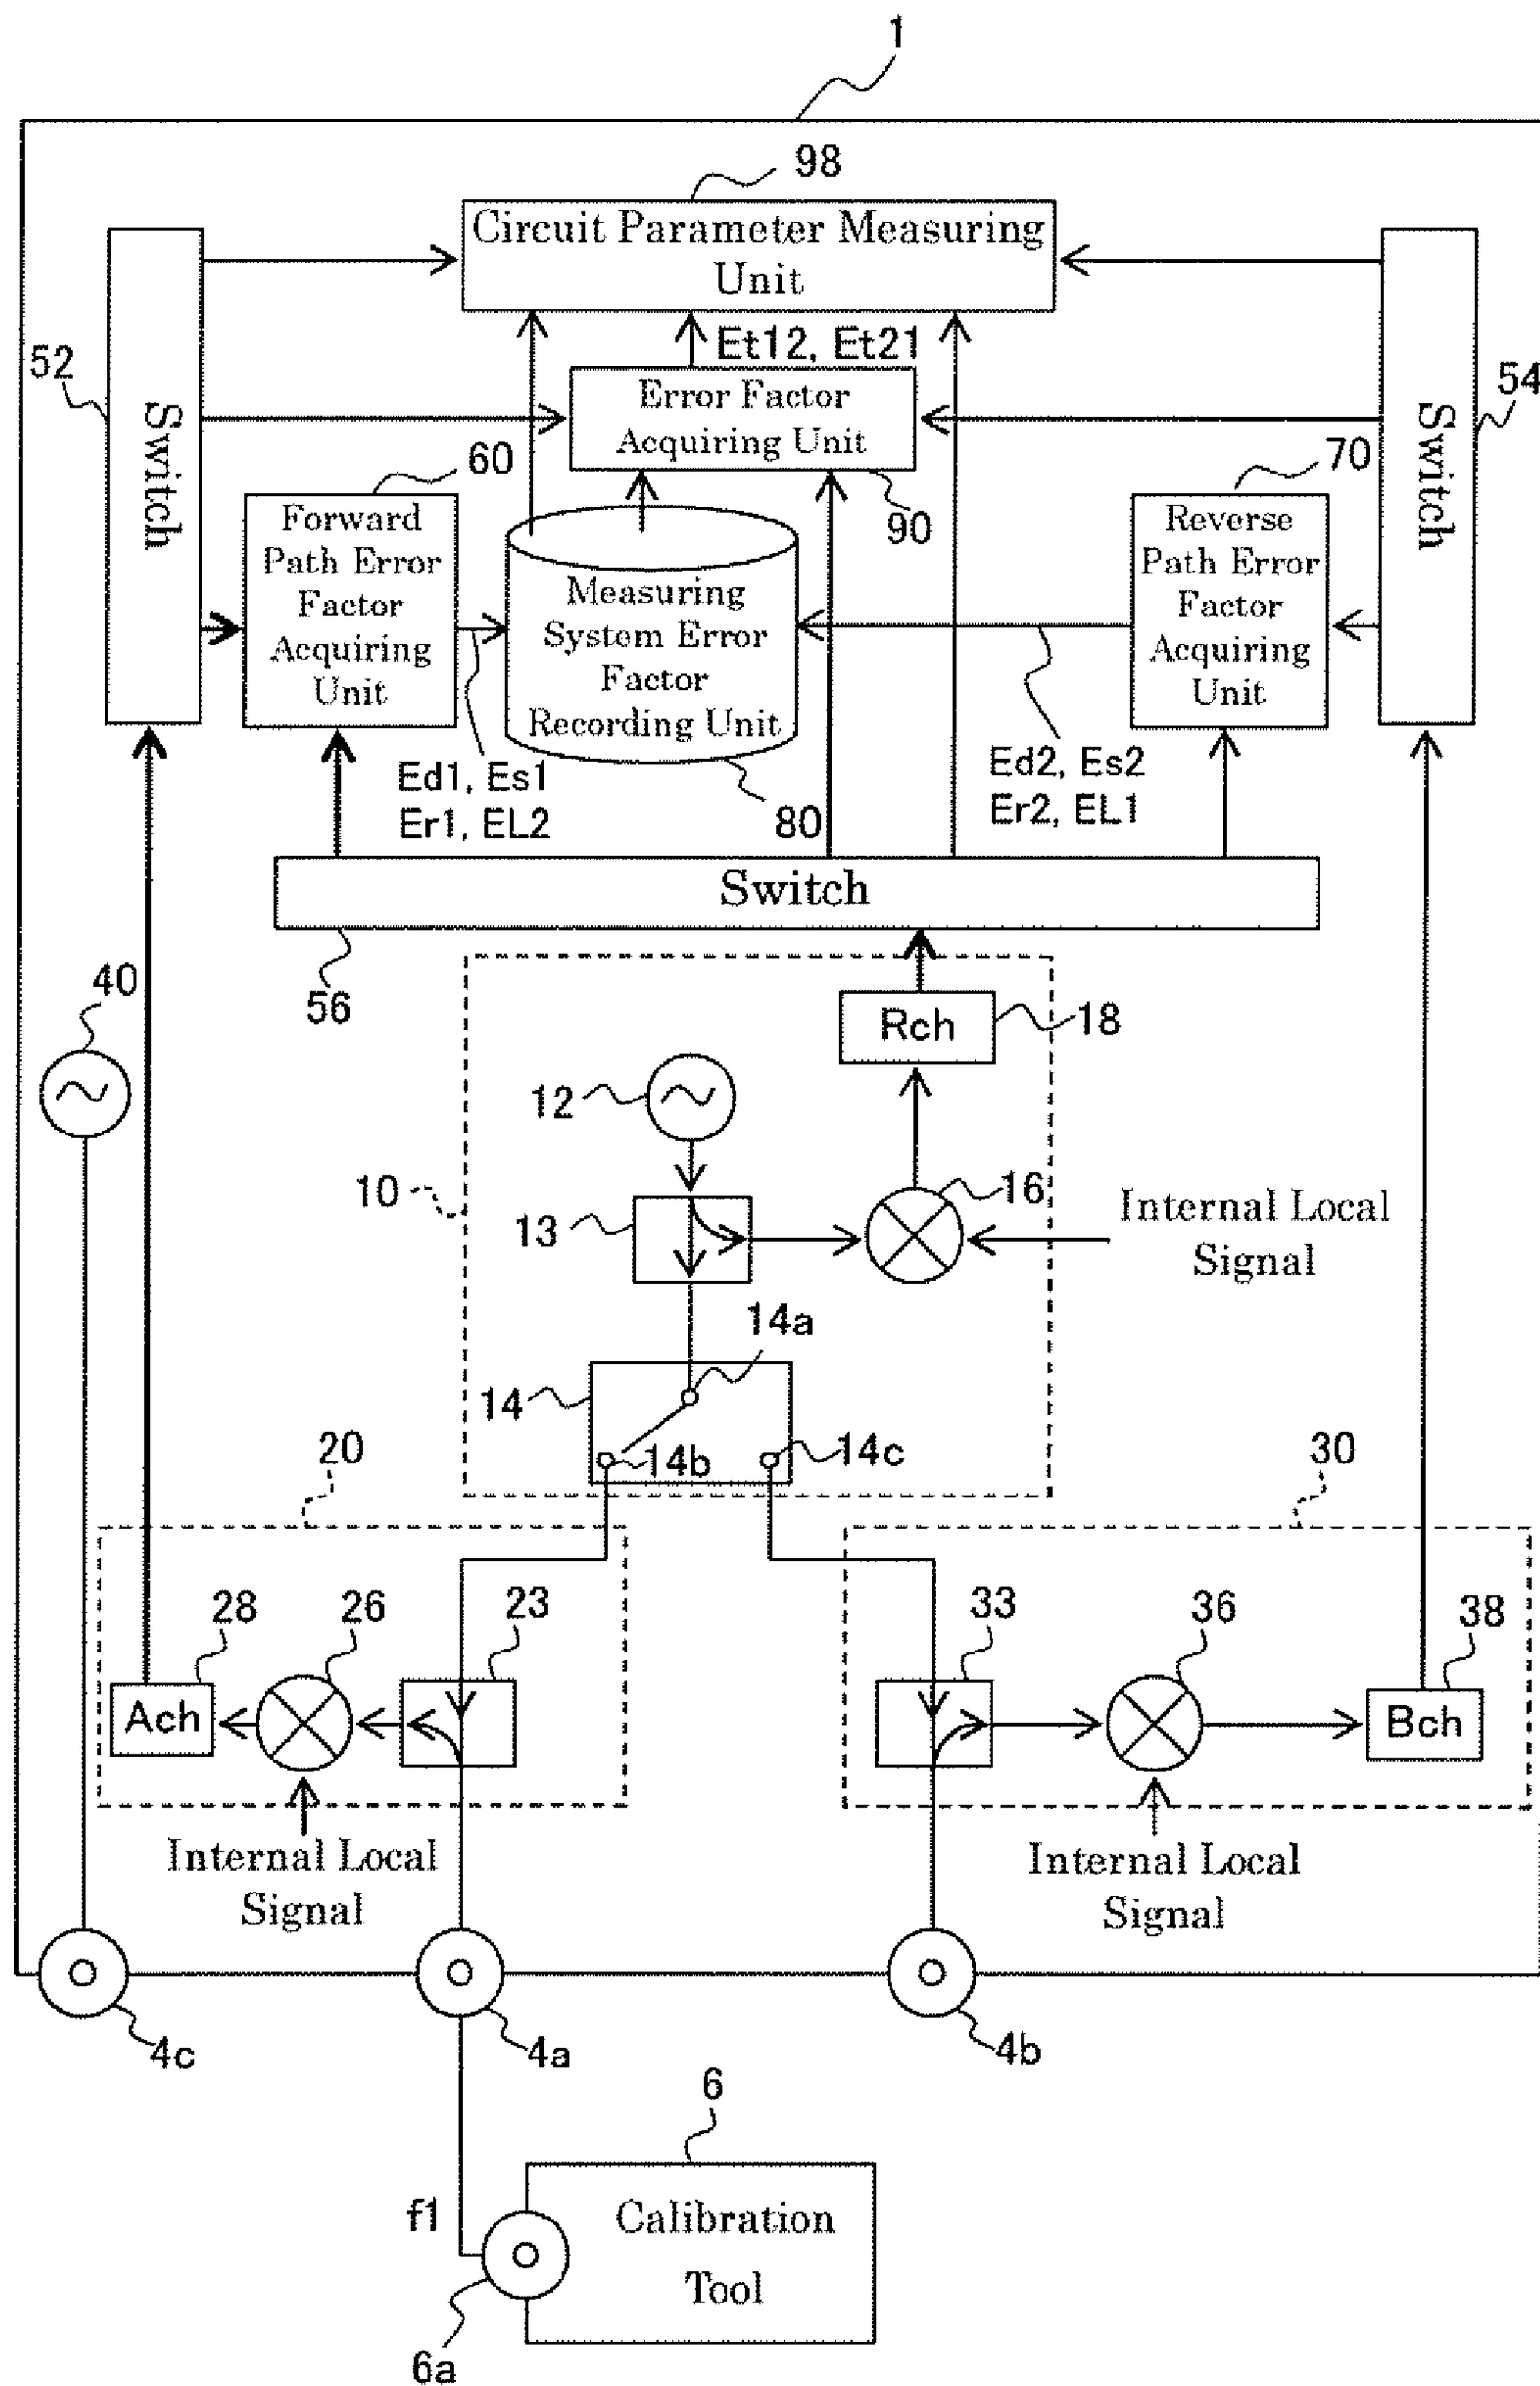 1
98
Circuit Parameter Measuring
Unit
52
Switch
Et12, Et21
Error Factor
Acquiring Unit
54
Switch
60
90
70
Forward
Path Error
Factor
Acquiring
Unit
Measuring
System Error
Factor
Recording Unit
Reverse
Path Error
Factor
Acquiring
Unit
Ed1, Es1
Er1, EL2
80
Ed2, Es2
Er2, EL1
Switch
56
40
Rch
18
12
10
13
16
Internal Local
Signal
14a
14
14b
14c
20
30
28
26
23
33
36
38
Ach
Bch
Internal Local
Signal
Internal Local
Signal
4c
4a
4b
6
f1
Calibration
Tool
6a